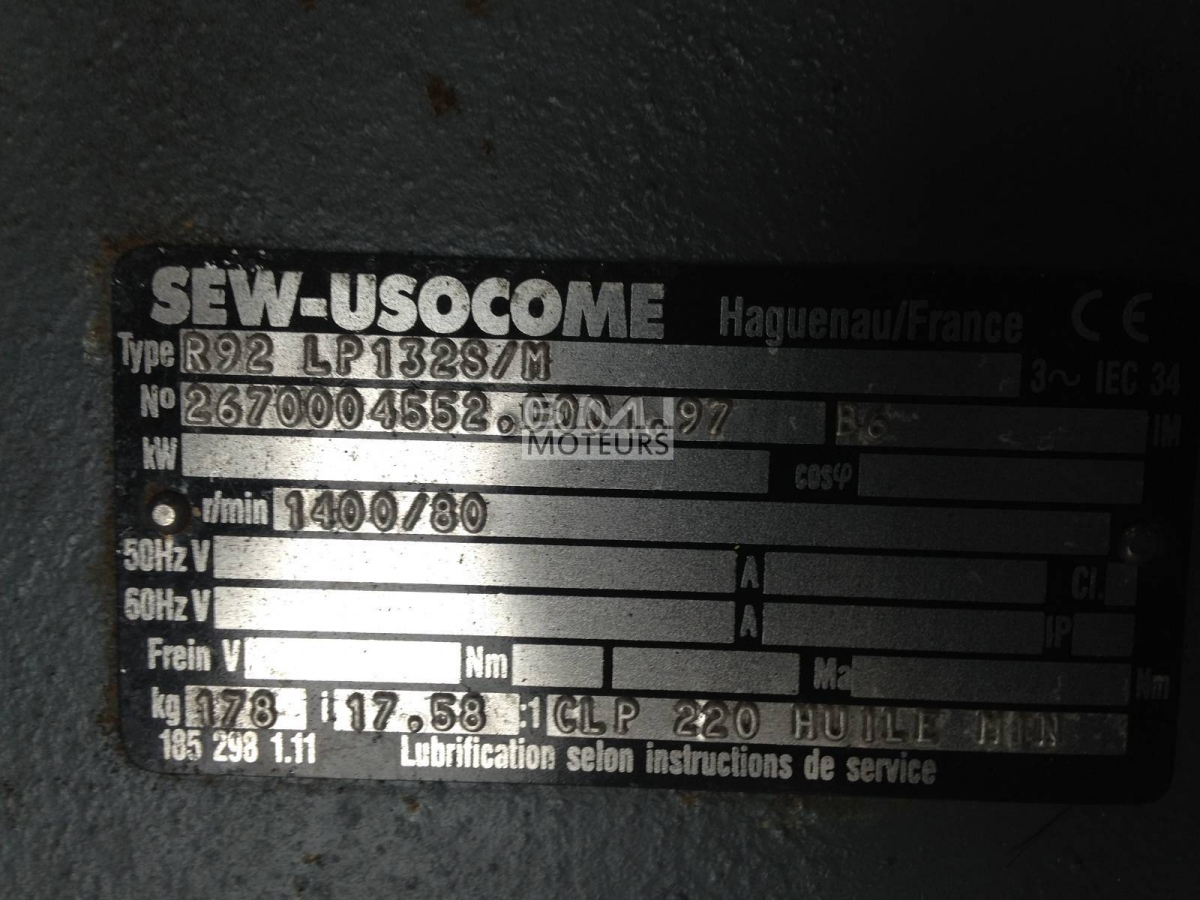 SEW-USOCOME Haguenau/France CE
Type R92 LP132S/M 3~ IEC 34
Nº 2670004552. .97 B6 IM
MOTEURS
kW cosφ
r/min 1400/80
50Hz V A Cl.
60Hz V A IP
Frein V Nm Ma Nm
kg 178 i 17.58 :1 CLP 220 HUILE MIN
185 298 1.11 Lubrification selon instructions de service